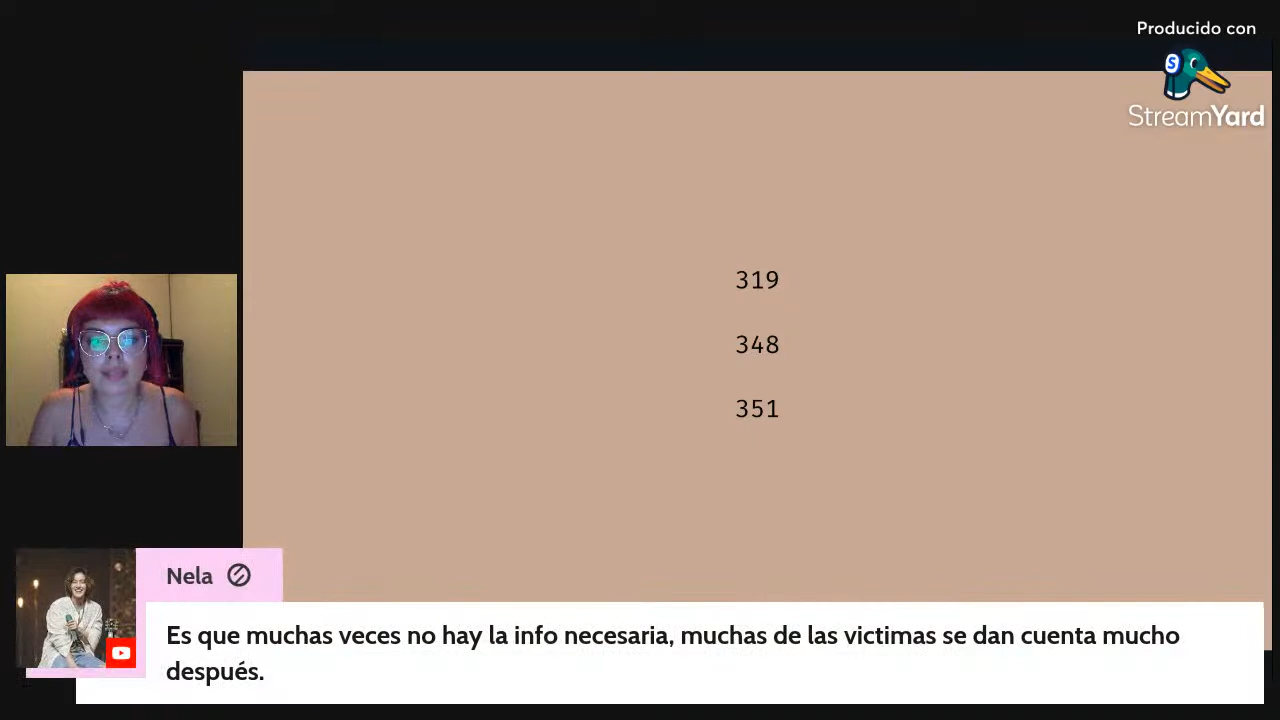 Producido con
StreamYard
319
348
351
Nela
Es que muchas veces no hay la info necesaria, muchas de las victimas se dan cuenta mucho
después.